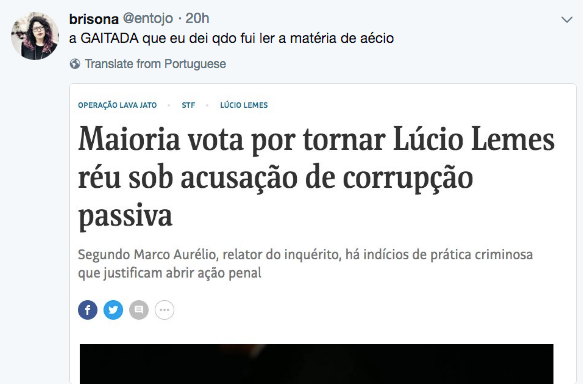 brisona @entojo · 20h
a GAITADA que eu dei qdo fui ler a matéria de aécio
Translate from Portuguese
OPERAÇÃO LAVA JATO · STF · LÚCIO LEMES
Maioria vota por tornar Lúcio Lemes
réu sob acusação de corrupção
passiva
Segundo Marco Aurélio, relator do inquérito, há indícios de prática criminosa
que justificam abrir ação penal